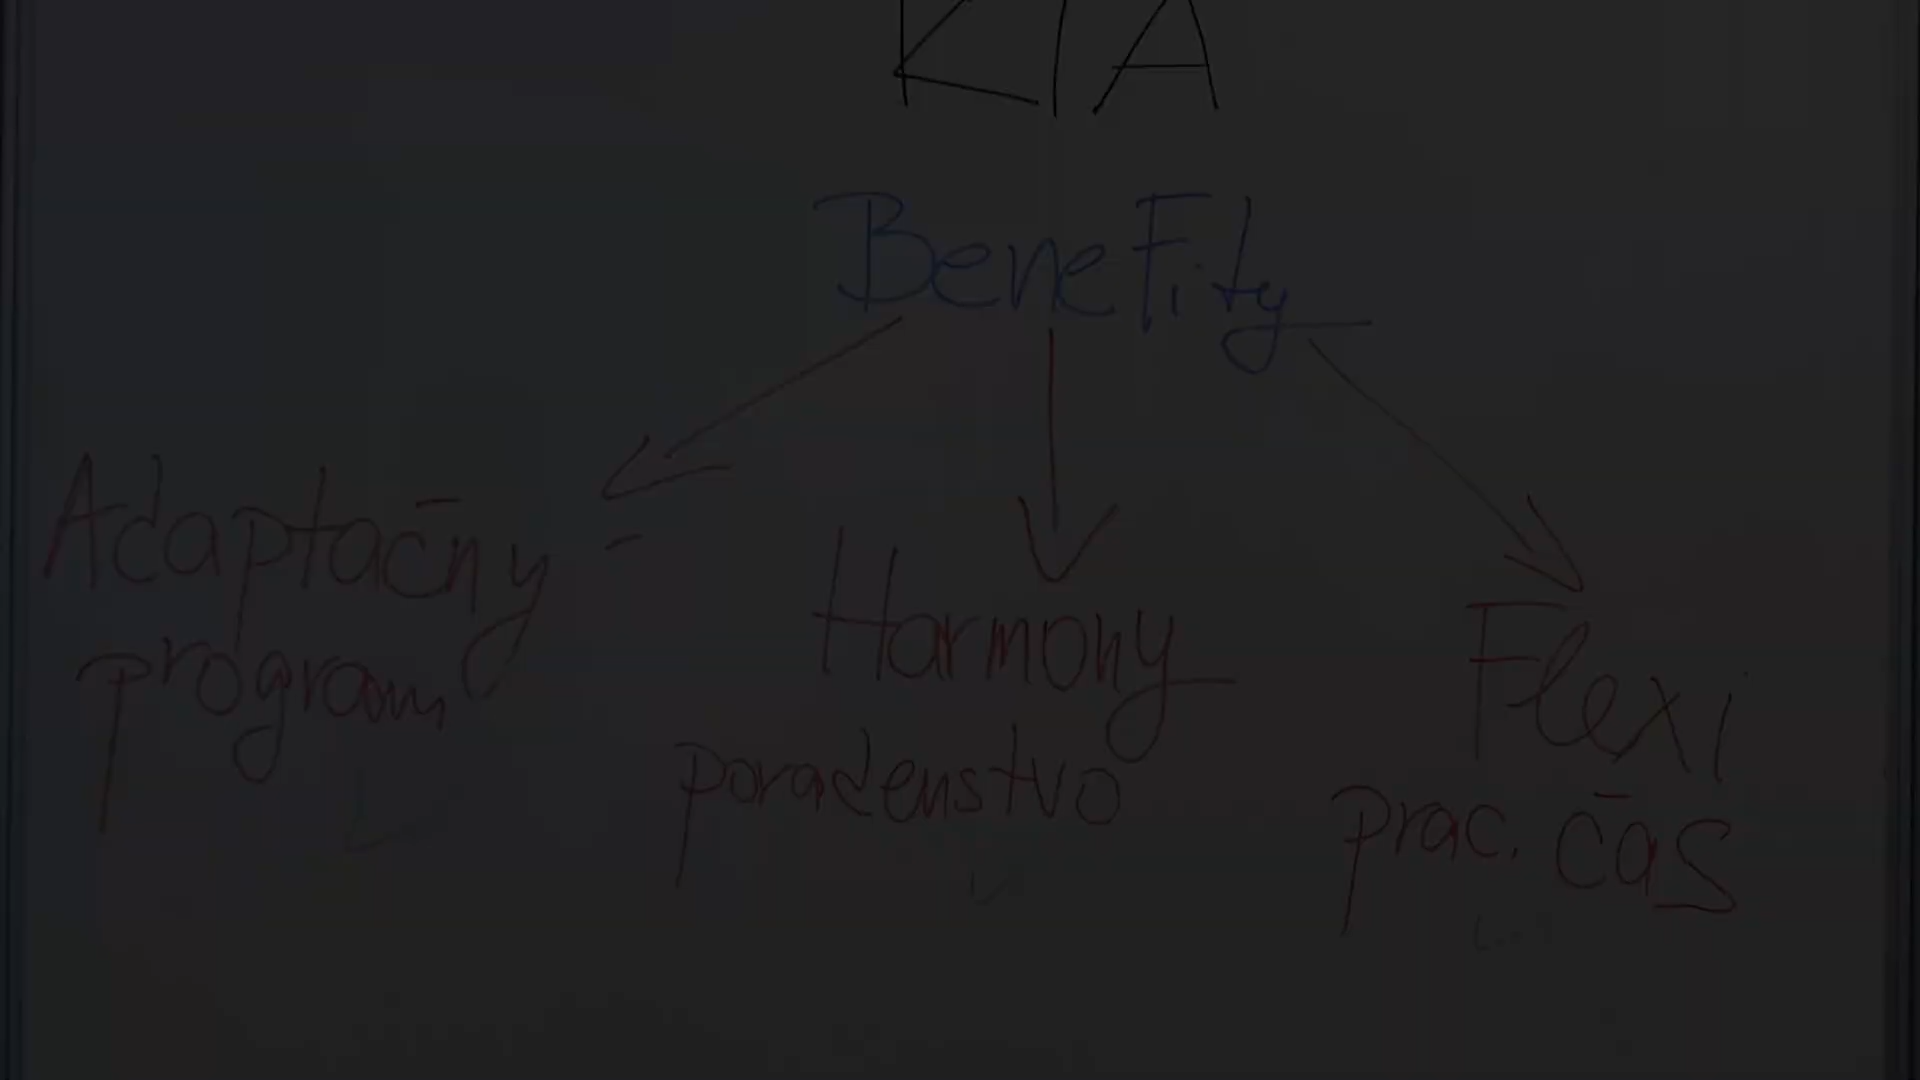 KIA
Benefity
Adaptačný
program
Harmony
poradenstvo
Flexi
prac. čas